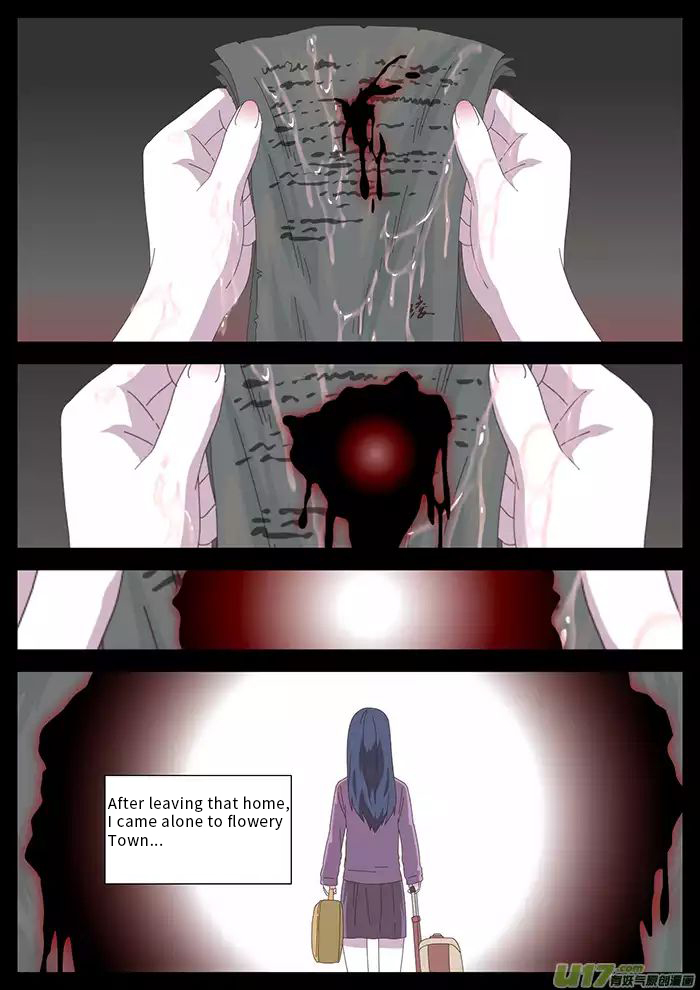 After leaving that home,
I came alone to flowery
Town...
U17.com
有妖气原创漫画